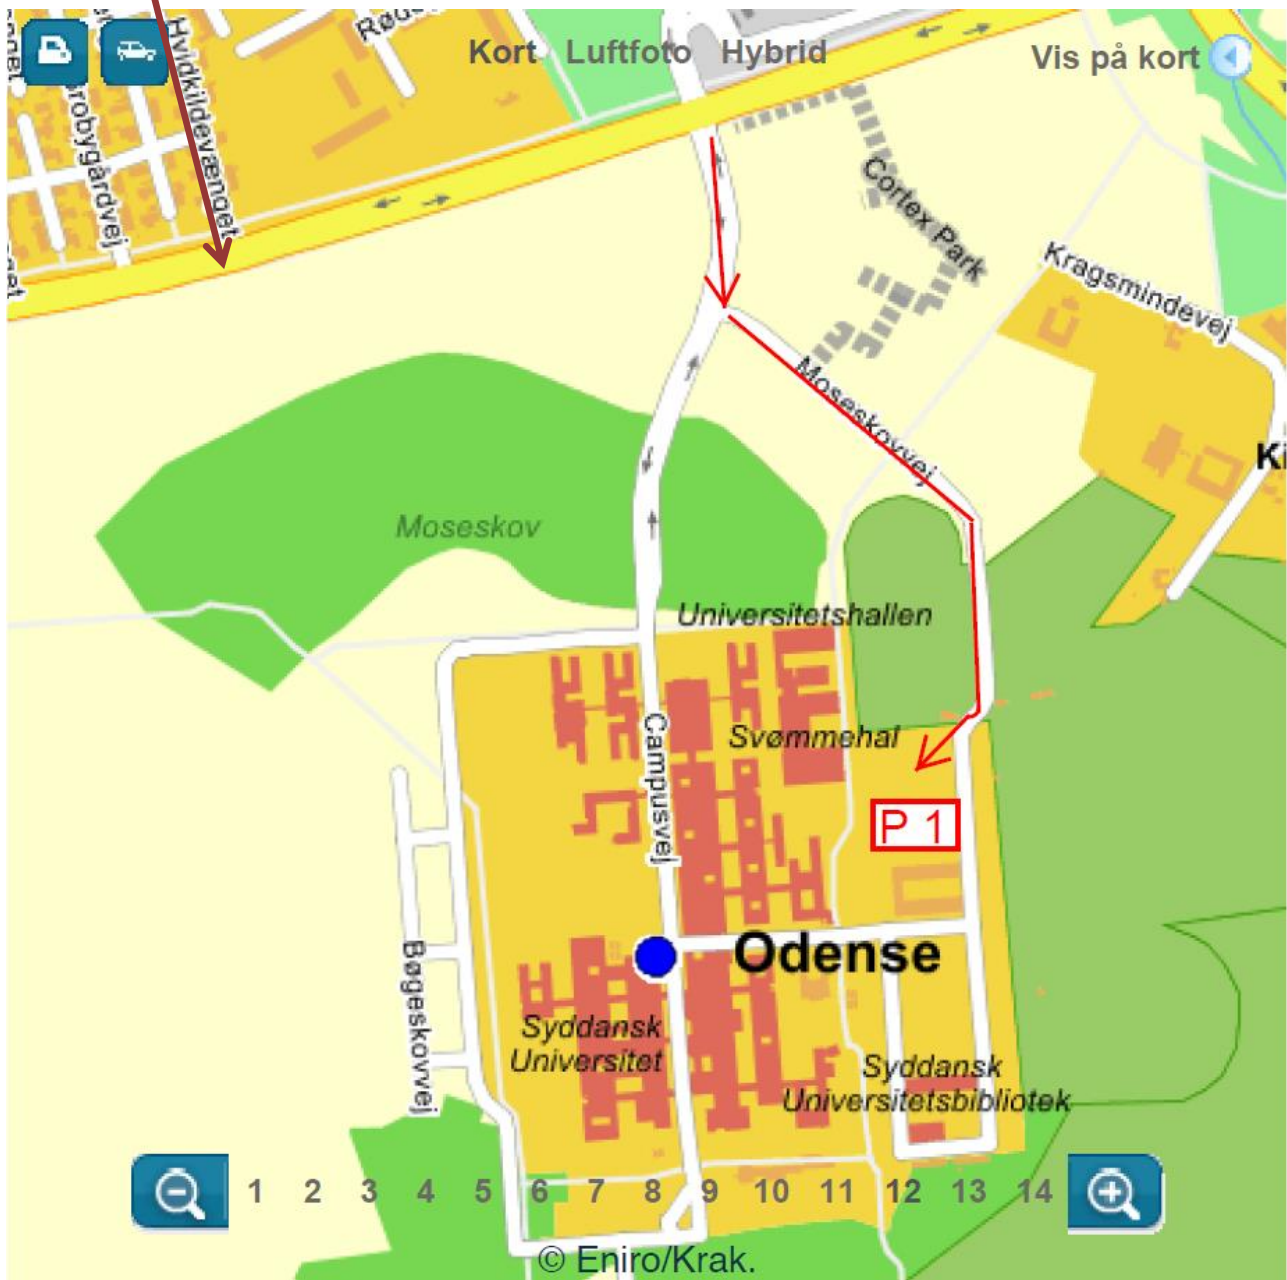 Kort Luftfoto Hybrid
Vis på kort
Hvidkildevænget
Cortex Park
Kragsmindevej
Moseskovvej
Moseskov
Universitetshallen
Svømmehal
Campusvej
P 1
Odense
Bøgeskovvej
Syddansk
Universitet
Syddansk
Universitetsbibliotek
1 2 3 4 5 6 7 8 9 10 11 12 13 14
© Eniro/Krak.